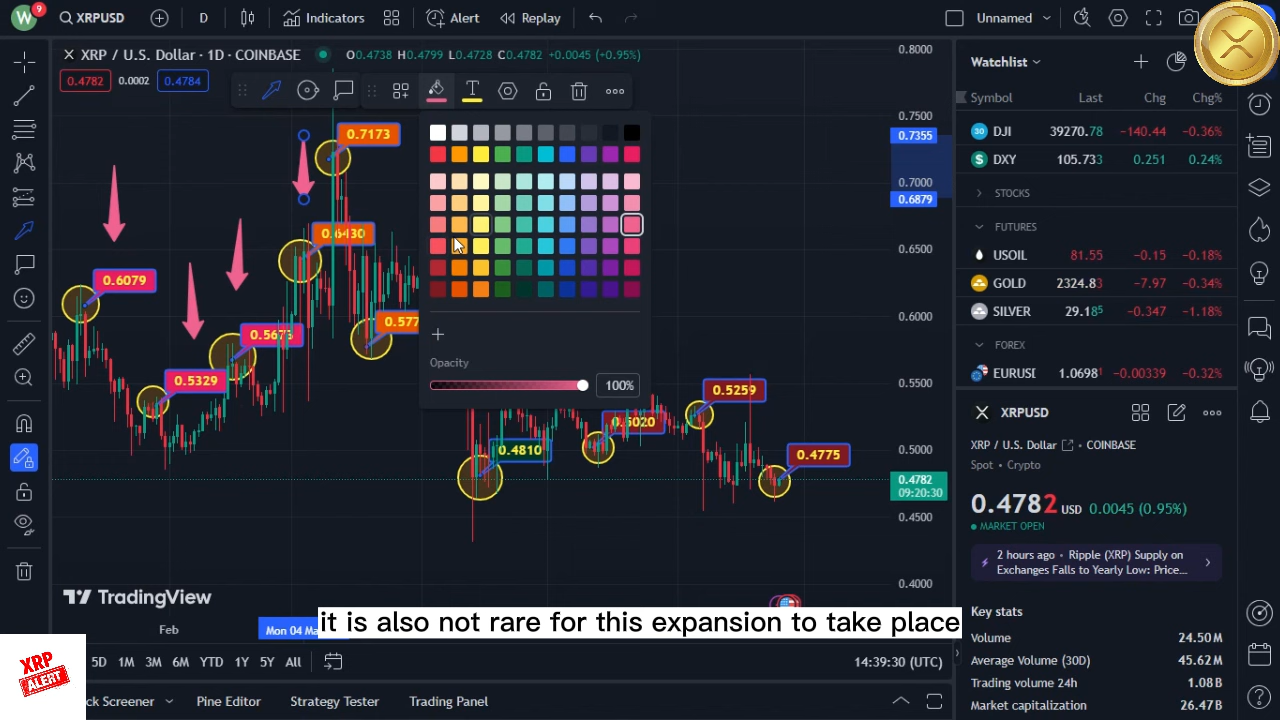 W 9 XRPUSD D Indicators Alert Replay Unnamed
XRP / U.S. Dollar · 1D · COINBASE O0.4738 H0.4799 L0.4728 C0.4782 +0.0045 (+0.95%)
0.4782 0.0002 0.4784
0.8000
0.7500
0.7355
0.7000
0.6879
0.6500
0.6000
0.5500
0.5000
0.4782
09:20:30
0.4500
0.4000
0.7173
0.6430
0.6079
0.577
0.5673
0.5329
0.5259
0.5020
0.4810
0.4775
T
+
Opacity
100%
TradingView
Feb
Mon 04 Ma
it is also not rare for this expansion to take place
5D 1M 3M 6M YTD 1Y 5Y All
14:39:30 (UTC)
ck Screener Pine Editor Strategy Tester Trading Panel
XRP
ALERT
Watchlist
Symbol Last Chg Chg%
30 DJI 39270.78 −140.44 −0.36%
$ DXY 105.733 0.251 0.24%
STOCKS
FUTURES
USOIL 81.55 −0.15 −0.18%
GOLD 2324.83 −7.97 −0.34%
SILVER 29.185 −0.347 −1.18%
FOREX
EURUSI 1.0698¹ −0.00339 −0.32%
XRPUSD
XRP / U.S. Dollar COINBASE
Spot • Crypto
0.4782 USD 0.0045 (0.95%)
MARKET OPEN
2 hours ago • Ripple (XRP) Supply on
Exchanges Falls to Yearly Low: Price...
Key stats
Volume 24.50M
Average Volume (30D) 45.62M
Trading volume 24h 1.08B
Market capitalization 26.47B